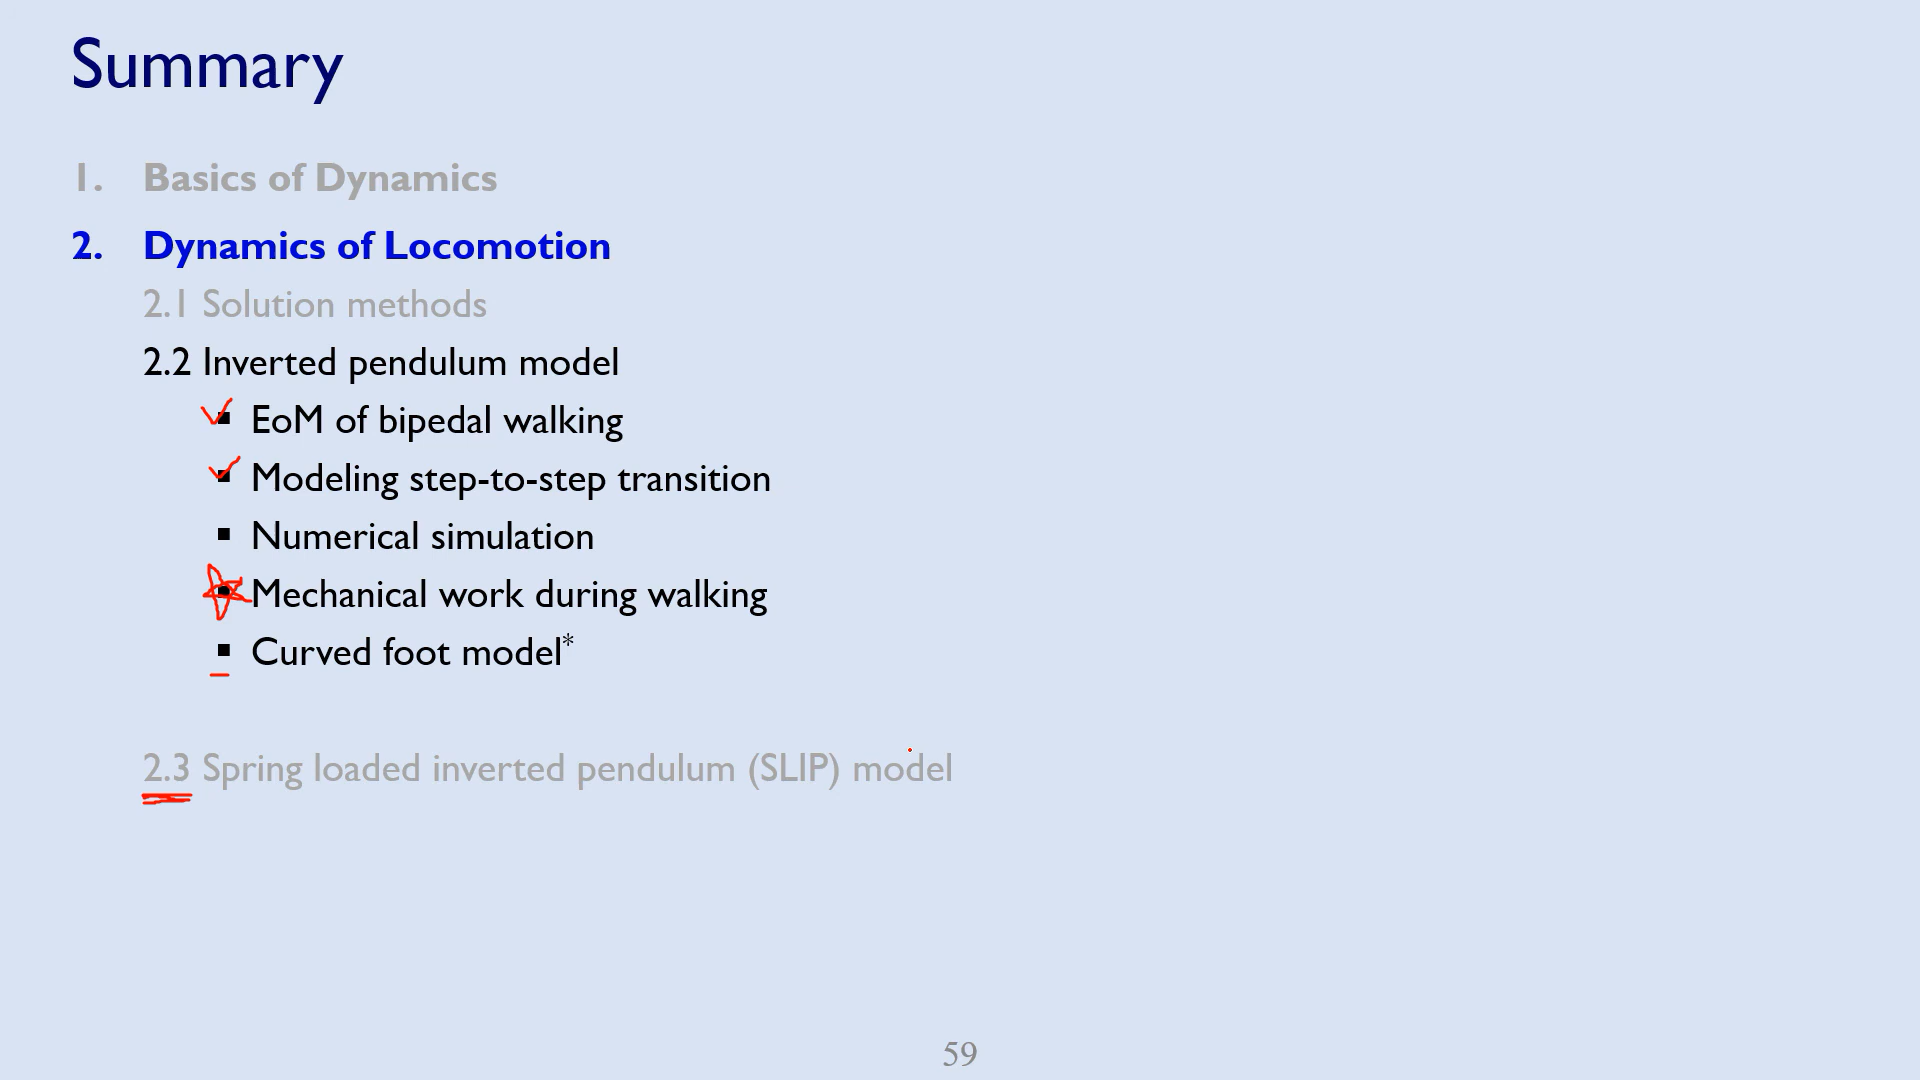 Summary
1. Basics of Dynamics
2. Dynamics of Locomotion
2.1 Solution methods
2.2 Inverted pendulum model
▪ EoM of bipedal walking
▪ Modeling step-to-step transition
▪ Numerical simulation
▪ Mechanical work during walking
▪ Curved foot model*
2.3 Spring loaded inverted pendulum (SLIP) model
59